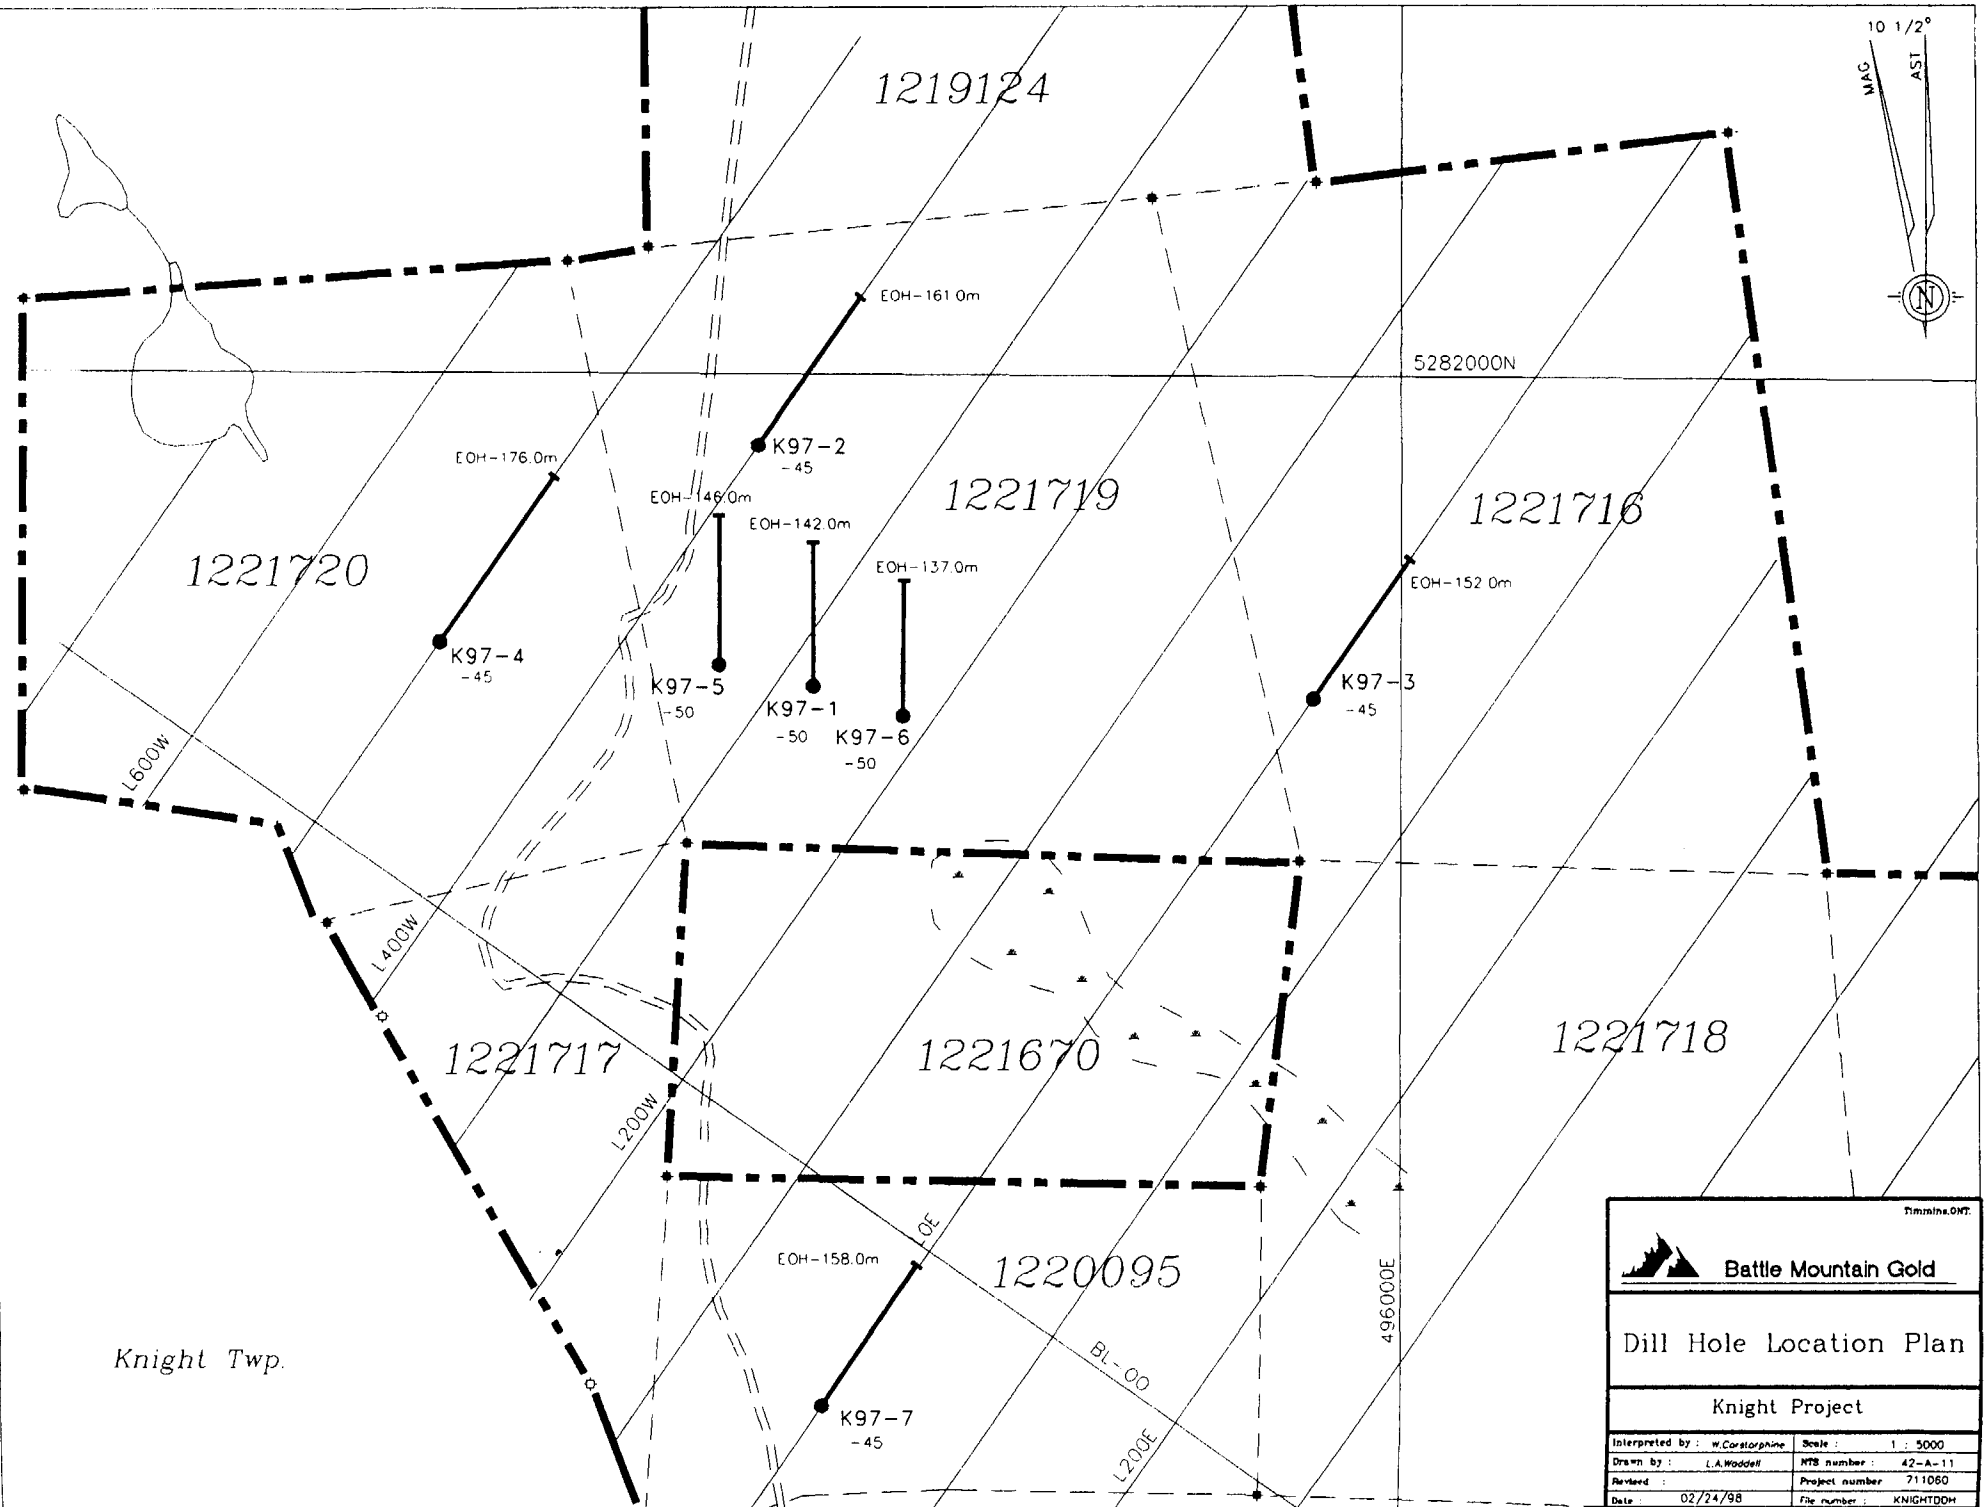 10 1/2°
MAG
AST
N
1219124
EOH-161.0m
5282000N
K97-2
-45
EOH-176.0m
EOH-146.0m
EOH-142.0m
EOH-137.0m
1221719
1221716
1221720
EOH-152.0m
K97-4
-45
K97-5
-50
K97-1
-50
K97-6
-50
K97-3
-45
L600W
L400W
1221717
1221670
1221718
L200W
L0E
EOH-158.0m
1220095
496000E
BL-00
L200E
K97-7
-45
Knight Twp.
Timmins.ONT.
Battle Mountain Gold
Dill Hole Location Plan
Knight Project
Interpreted by : W.Corstorphine Scale : 1 : 5000
Drawn by : L.A.Waddell NTS number : 42-A-11
Revised : Project number 711060
Date : 02/24/98 File number : KNIGHTDDH